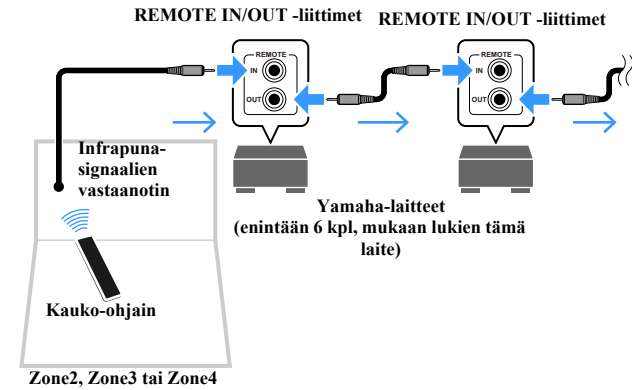 REMOTE IN/OUT -liittimet
REMOTE IN/OUT -liittimet
REMOTE
IN
OUT
REMOTE
IN
OUT
Infrapuna-
signaalien
vastaanotin
Yamaha-laitteet
(enintään 6 kpl, mukaan lukien tämä
laite)
Kauko-ohjain
Zone2, Zone3 tai Zone4